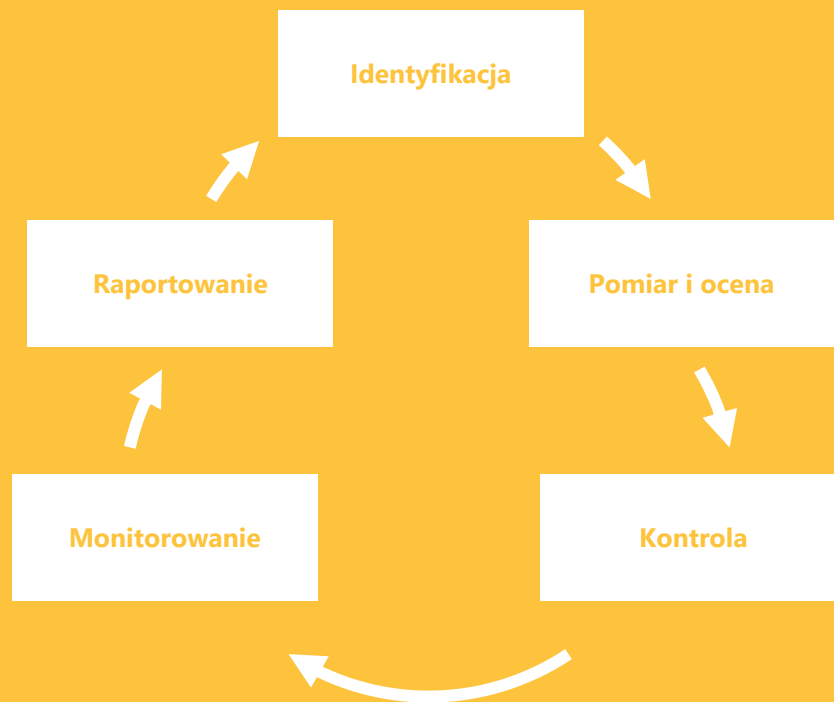 Identyfikacja
Pomiar i ocena
Kontrola
Monitorowanie
Raportowanie